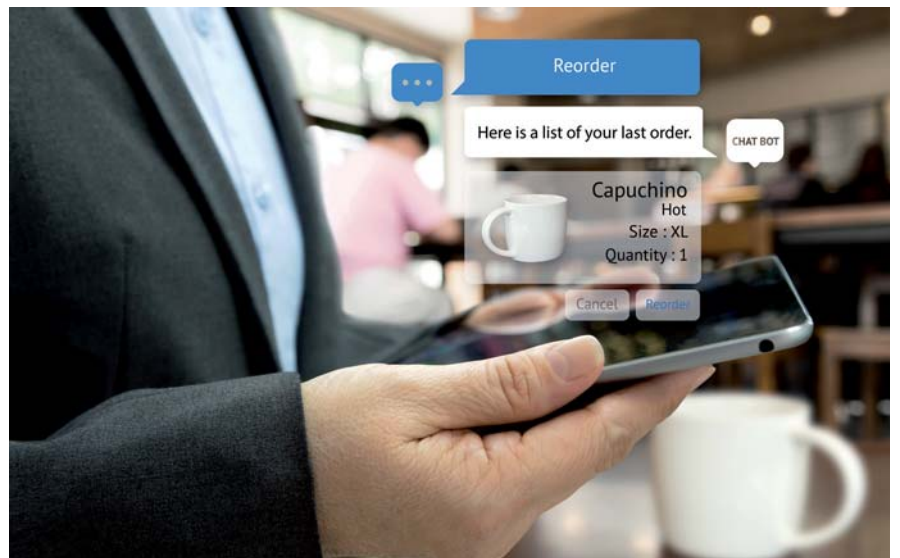 Reorder
Here is a list of your last order.
CHAT BOT
Capuchino
Hot
Size : XL
Quantity : 1
Cancel
Reorder